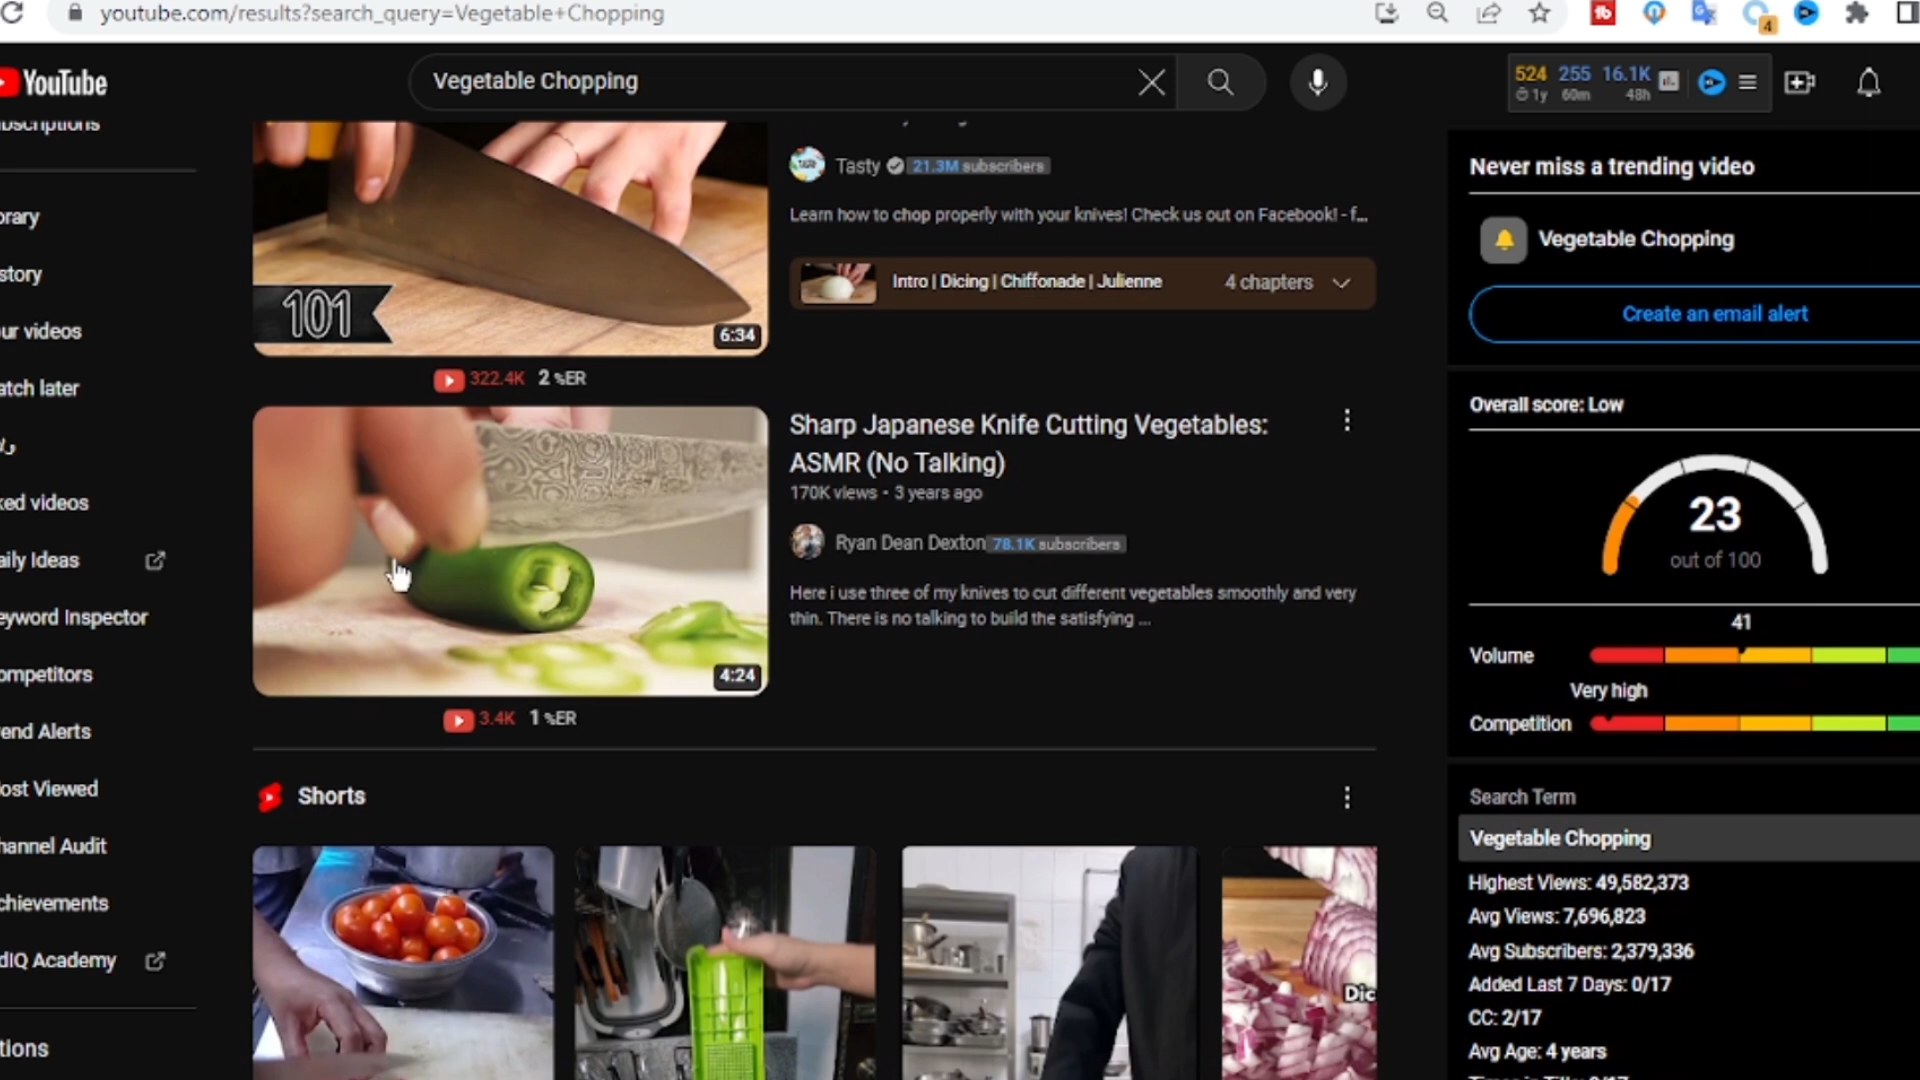 youtube.com/results?search_query=Vegetable+Chopping
4
YouTube
Vegetable Chopping
524 255 16.1K
1y 60m 48h
bscriptions
brary
story
ur videos
atch later
ked videos
aily Ideas
eyword Inspector
ompetitors
rend Alerts
ost Viewed
hannel Audit
chievements
dIQ Academy
tions
101
6:34
322.4K 2 %ER
Tasty 21.3M subscribers
Learn how to chop properly with your knives! Check us out on Facebook! - f...
Intro | Dicing | Chiffonade | Julienne 4 chapters
4:24
3.4K 1 %ER
Sharp Japanese Knife Cutting Vegetables:
ASMR (No Talking)
170K views • 3 years ago
Ryan Dean Dexton 78.1K subscribers
Here i use three of my knives to cut different vegetables smoothly and very
thin. There is no talking to build the satisfying ...
Shorts
Dic
Never miss a trending video
Vegetable Chopping
Create an email alert
Overall score: Low
23
out of 100
41
Volume
Very high
Competition
Search Term
Vegetable Chopping
Highest Views: 49,582,373
Avg Views: 7,696,823
Avg Subscribers: 2,379,336
Added Last 7 Days: 0/17
CC: 2/17
Avg Age: 4 years